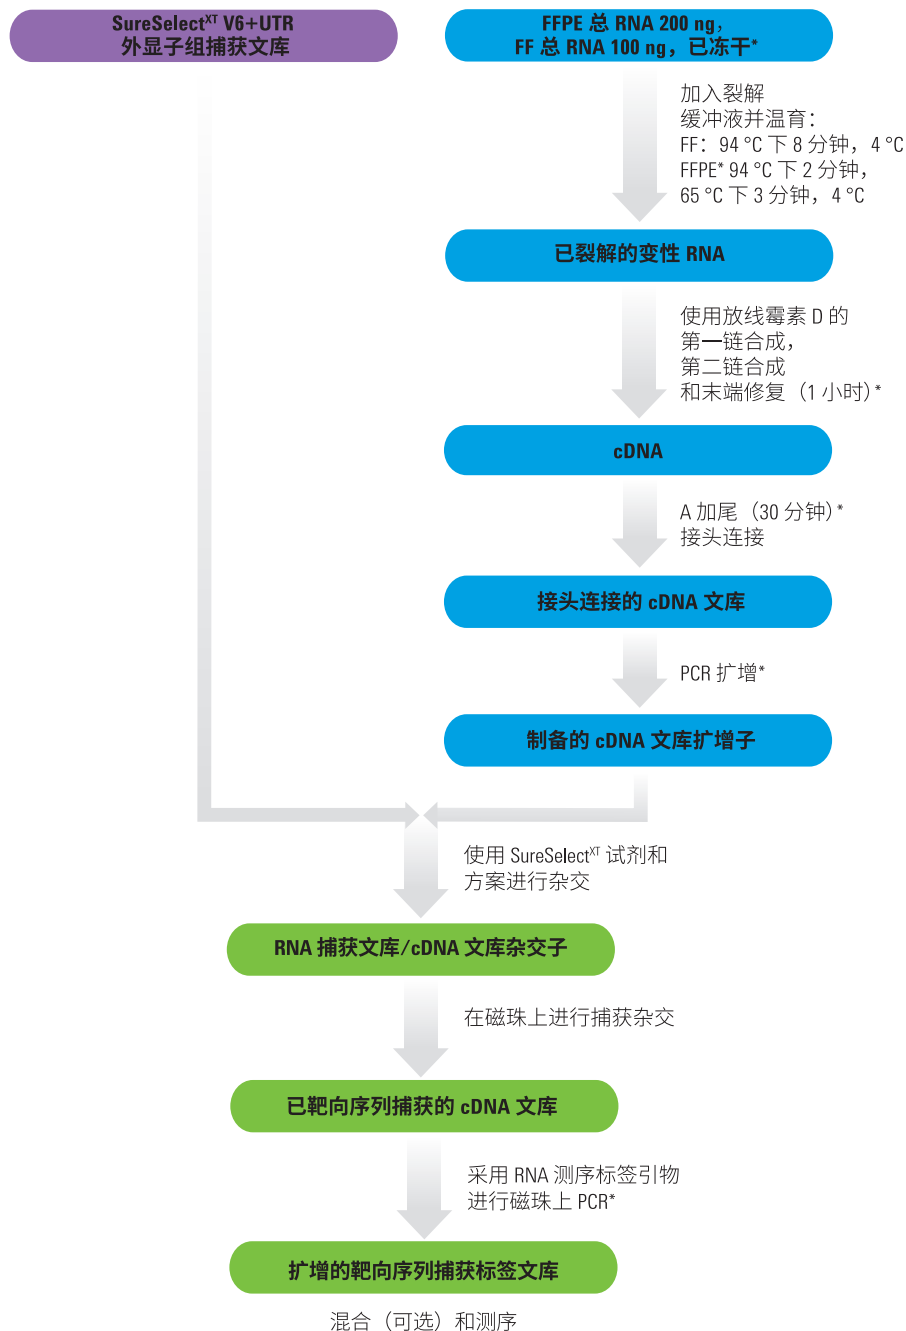 SureSelectXT V6+UTR
外显子组捕获文库
FFPE 总 RNA 200 ng，
FF 总 RNA 100 ng，已冻干*
加入裂解
缓冲液并温育：
FF：94 °C 下 8 分钟，4 °C
FFPE* 94 °C 下 2 分钟，
65 °C 下 3 分钟，4 °C
已裂解的变性 RNA
使用放线霉素 D 的
第一链合成，
第二链合成
和末端修复（1 小时）*
cDNA
A 加尾（30 分钟）*
接头连接
接头连接的 cDNA 文库
PCR 扩增*
制备的 cDNA 文库扩增子
使用 SureSelectXT 试剂和
方案进行杂交
RNA 捕获文库/cDNA 文库杂交子
在磁珠上进行捕获杂交
已靶向序列捕获的 cDNA 文库
采用 RNA 测序标签引物
进行磁珠上 PCR*
扩增的靶向序列捕获标签文库
混合（可选）和测序